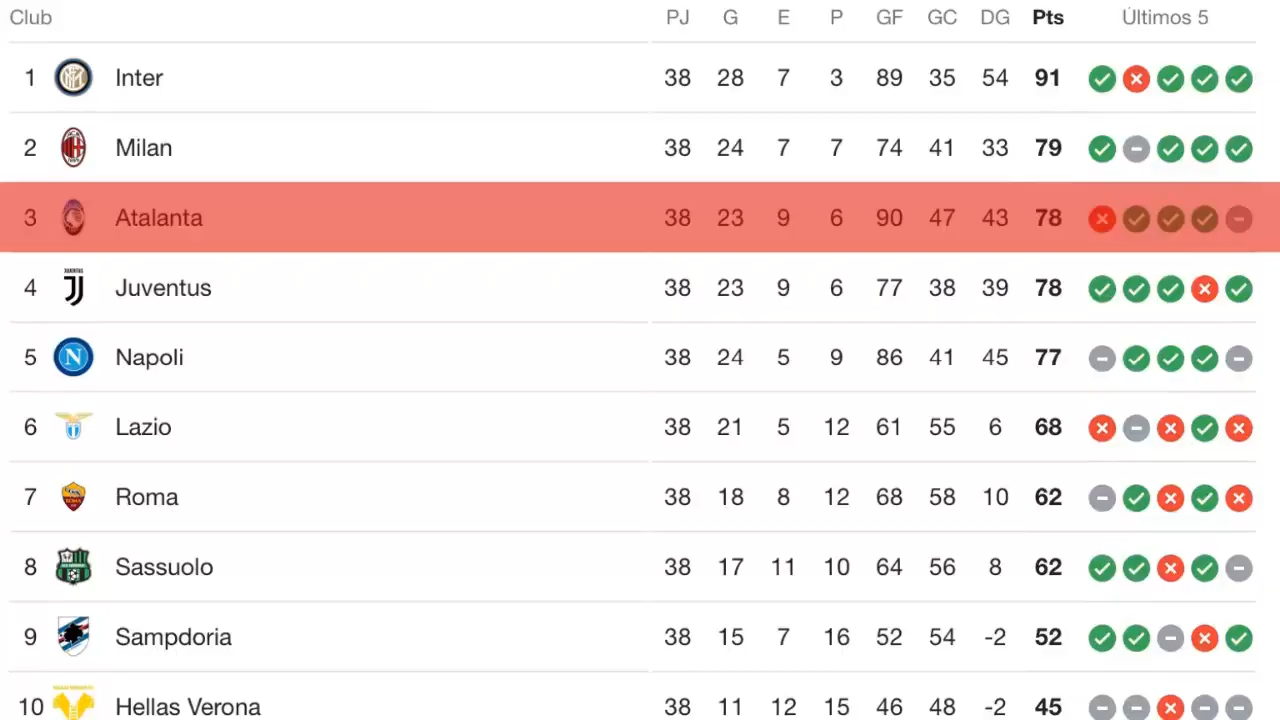 Club PJ G E P GF GC DG Pts Últimos 5
1 Inter 38 28 7 3 89 35 54 91
2 Milan 38 24 7 7 74 41 33 79
3 Atalanta 38 23 9 6 90 47 43 78
4 Juventus 38 23 9 6 77 38 39 78
5 Napoli 38 24 5 9 86 41 45 77
6 Lazio 38 21 5 12 61 55 6 68
7 Roma 38 18 8 12 68 58 10 62
8 Sassuolo 38 17 11 10 64 56 8 62
9 Sampdoria 38 15 7 16 52 54 -2 52
10 Hellas Verona 38 11 12 15 46 48 -2 45